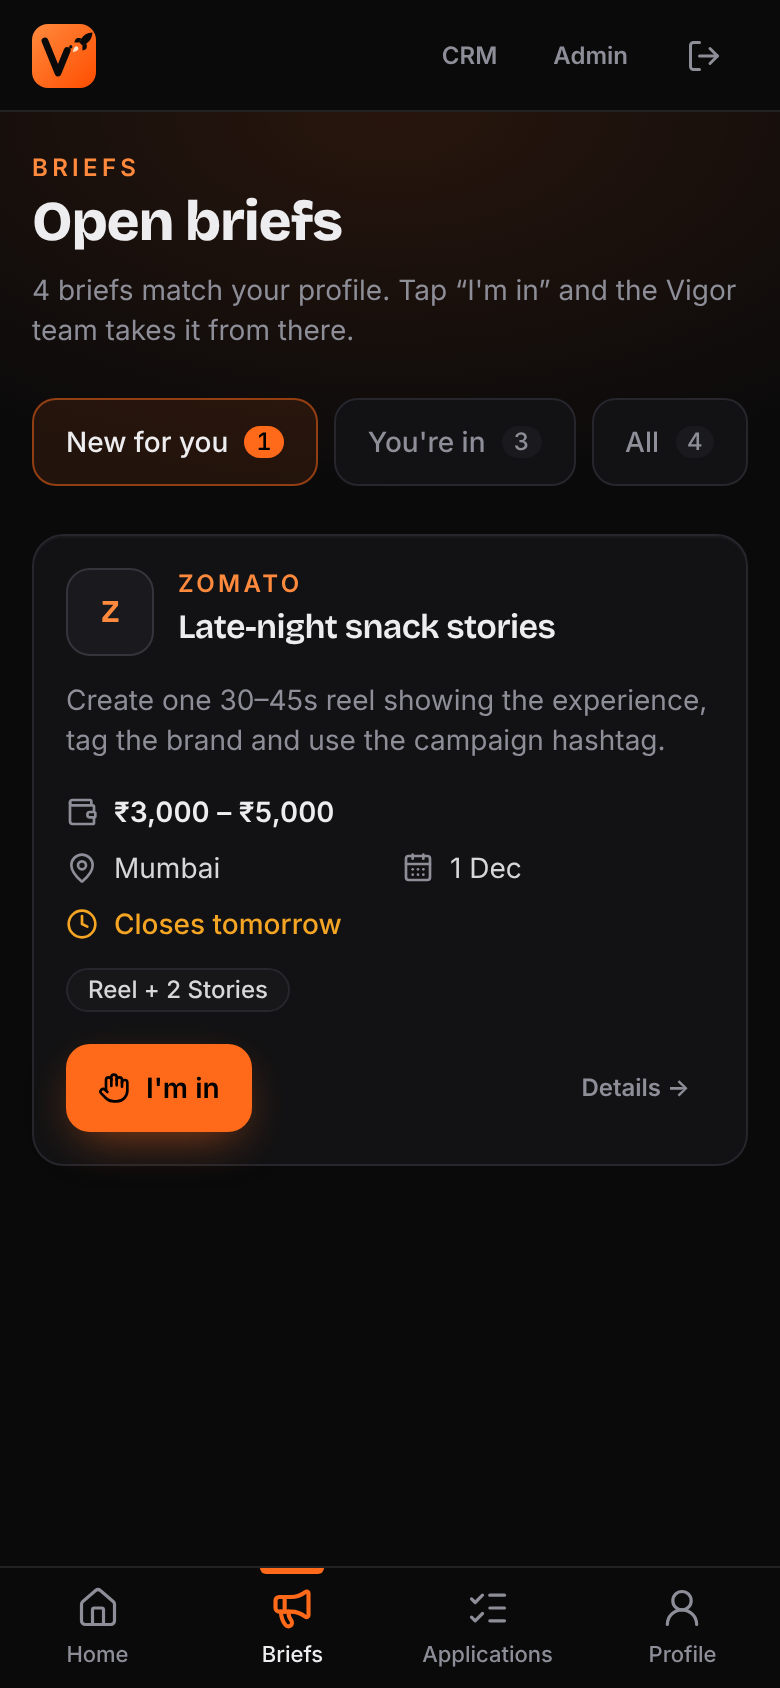 V
CRM Admin
BRIEFS
Open briefs
4 briefs match your profile. Tap “I'm in” and the Vigor
team takes it from there.
New for you 1 You're in 3 All 4
Z
ZOMATO
Late-night snack stories
Create one 30–45s reel showing the experience,
tag the brand and use the campaign hashtag.
₹3,000 – ₹5,000
Mumbai 1 Dec
Closes tomorrow
Reel + 2 Stories
I'm in Details →
Home Briefs Applications Profile